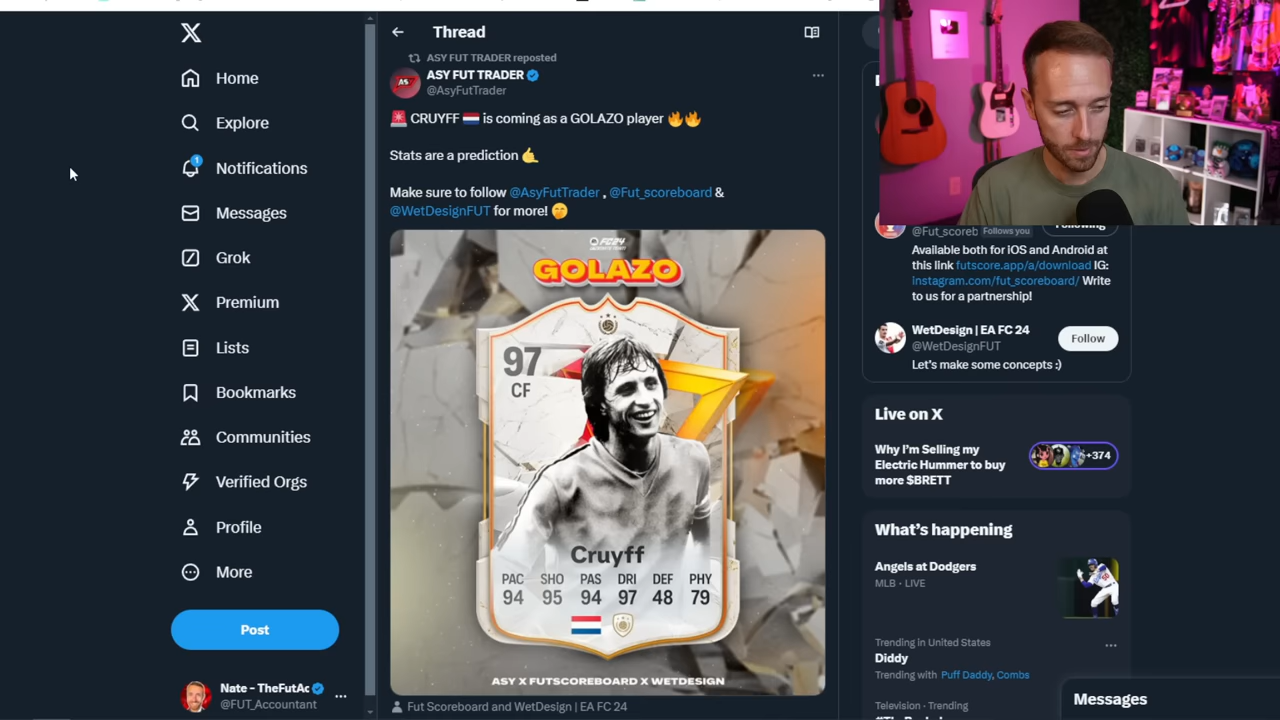 Home
Explore
1
Notifications
Messages
Grok
Premium
Lists
Bookmarks
Communities
Verified Orgs
Profile
More
Post
Nate - TheFutAc
@FUT_Accountant
Thread
ASY FUT TRADER reposted
ASY FUT TRADER
@AsyFutTrader
CRUYFF is coming as a GOLAZO player
Stats are a prediction
Make sure to follow @AsyFutTrader , @Fut_scoreboard &
@WetDesignFUT for more!
FC24
GOLAZO
97
CF
Cruyff
PAC SHO PAS DRI DEF PHY
94 95 94 97 48 79
ASY X FUTSCOREBOARD X WETDESIGN
Fut Scoreboard and WetDesign | EA FC 24
@Fut_scoreb Follows you
Following
Available both for iOS and Android at
this link futscore.app/a/download IG:
instagram.com/fut_scoreboard/ Write
to us for a partnership!
WetDesign | EA FC 24
@WetDesignFUT
Follow
Let's make some concepts :)
Live on X
Why I'm Selling my
Electric Hummer to buy
more $BRETT
+374
What's happening
Angels at Dodgers
MLB · LIVE
Trending in United States
Diddy
Trending with Puff Daddy, Combs
Television · Trending
Messages